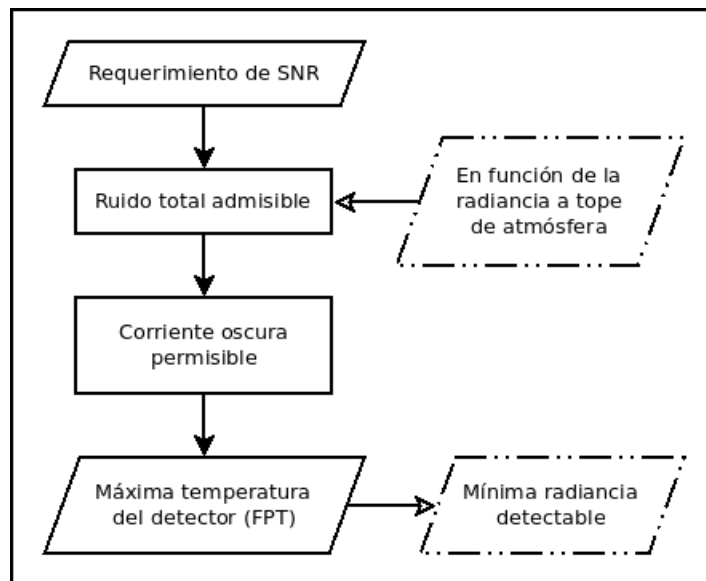 Requerimiento de SNR
Ruido total admisible
En función de la
radiancia a tope
de atmósfera
Corriente oscura
permisible
Máxima temperatura
del detector (FPT)
Mínima radiancia
detectable